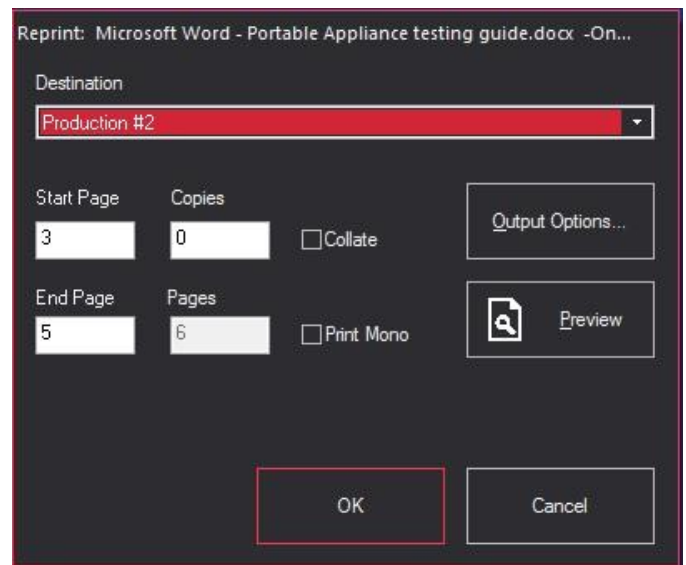 Reprint: Microsoft Word - Portable Appliance testing guide.docx -On...
Destination
Production #2
Start Page Copies
3 0 Collate
Output Options...
End Page Pages
5 6 Print Mono
Preview
OK Cancel